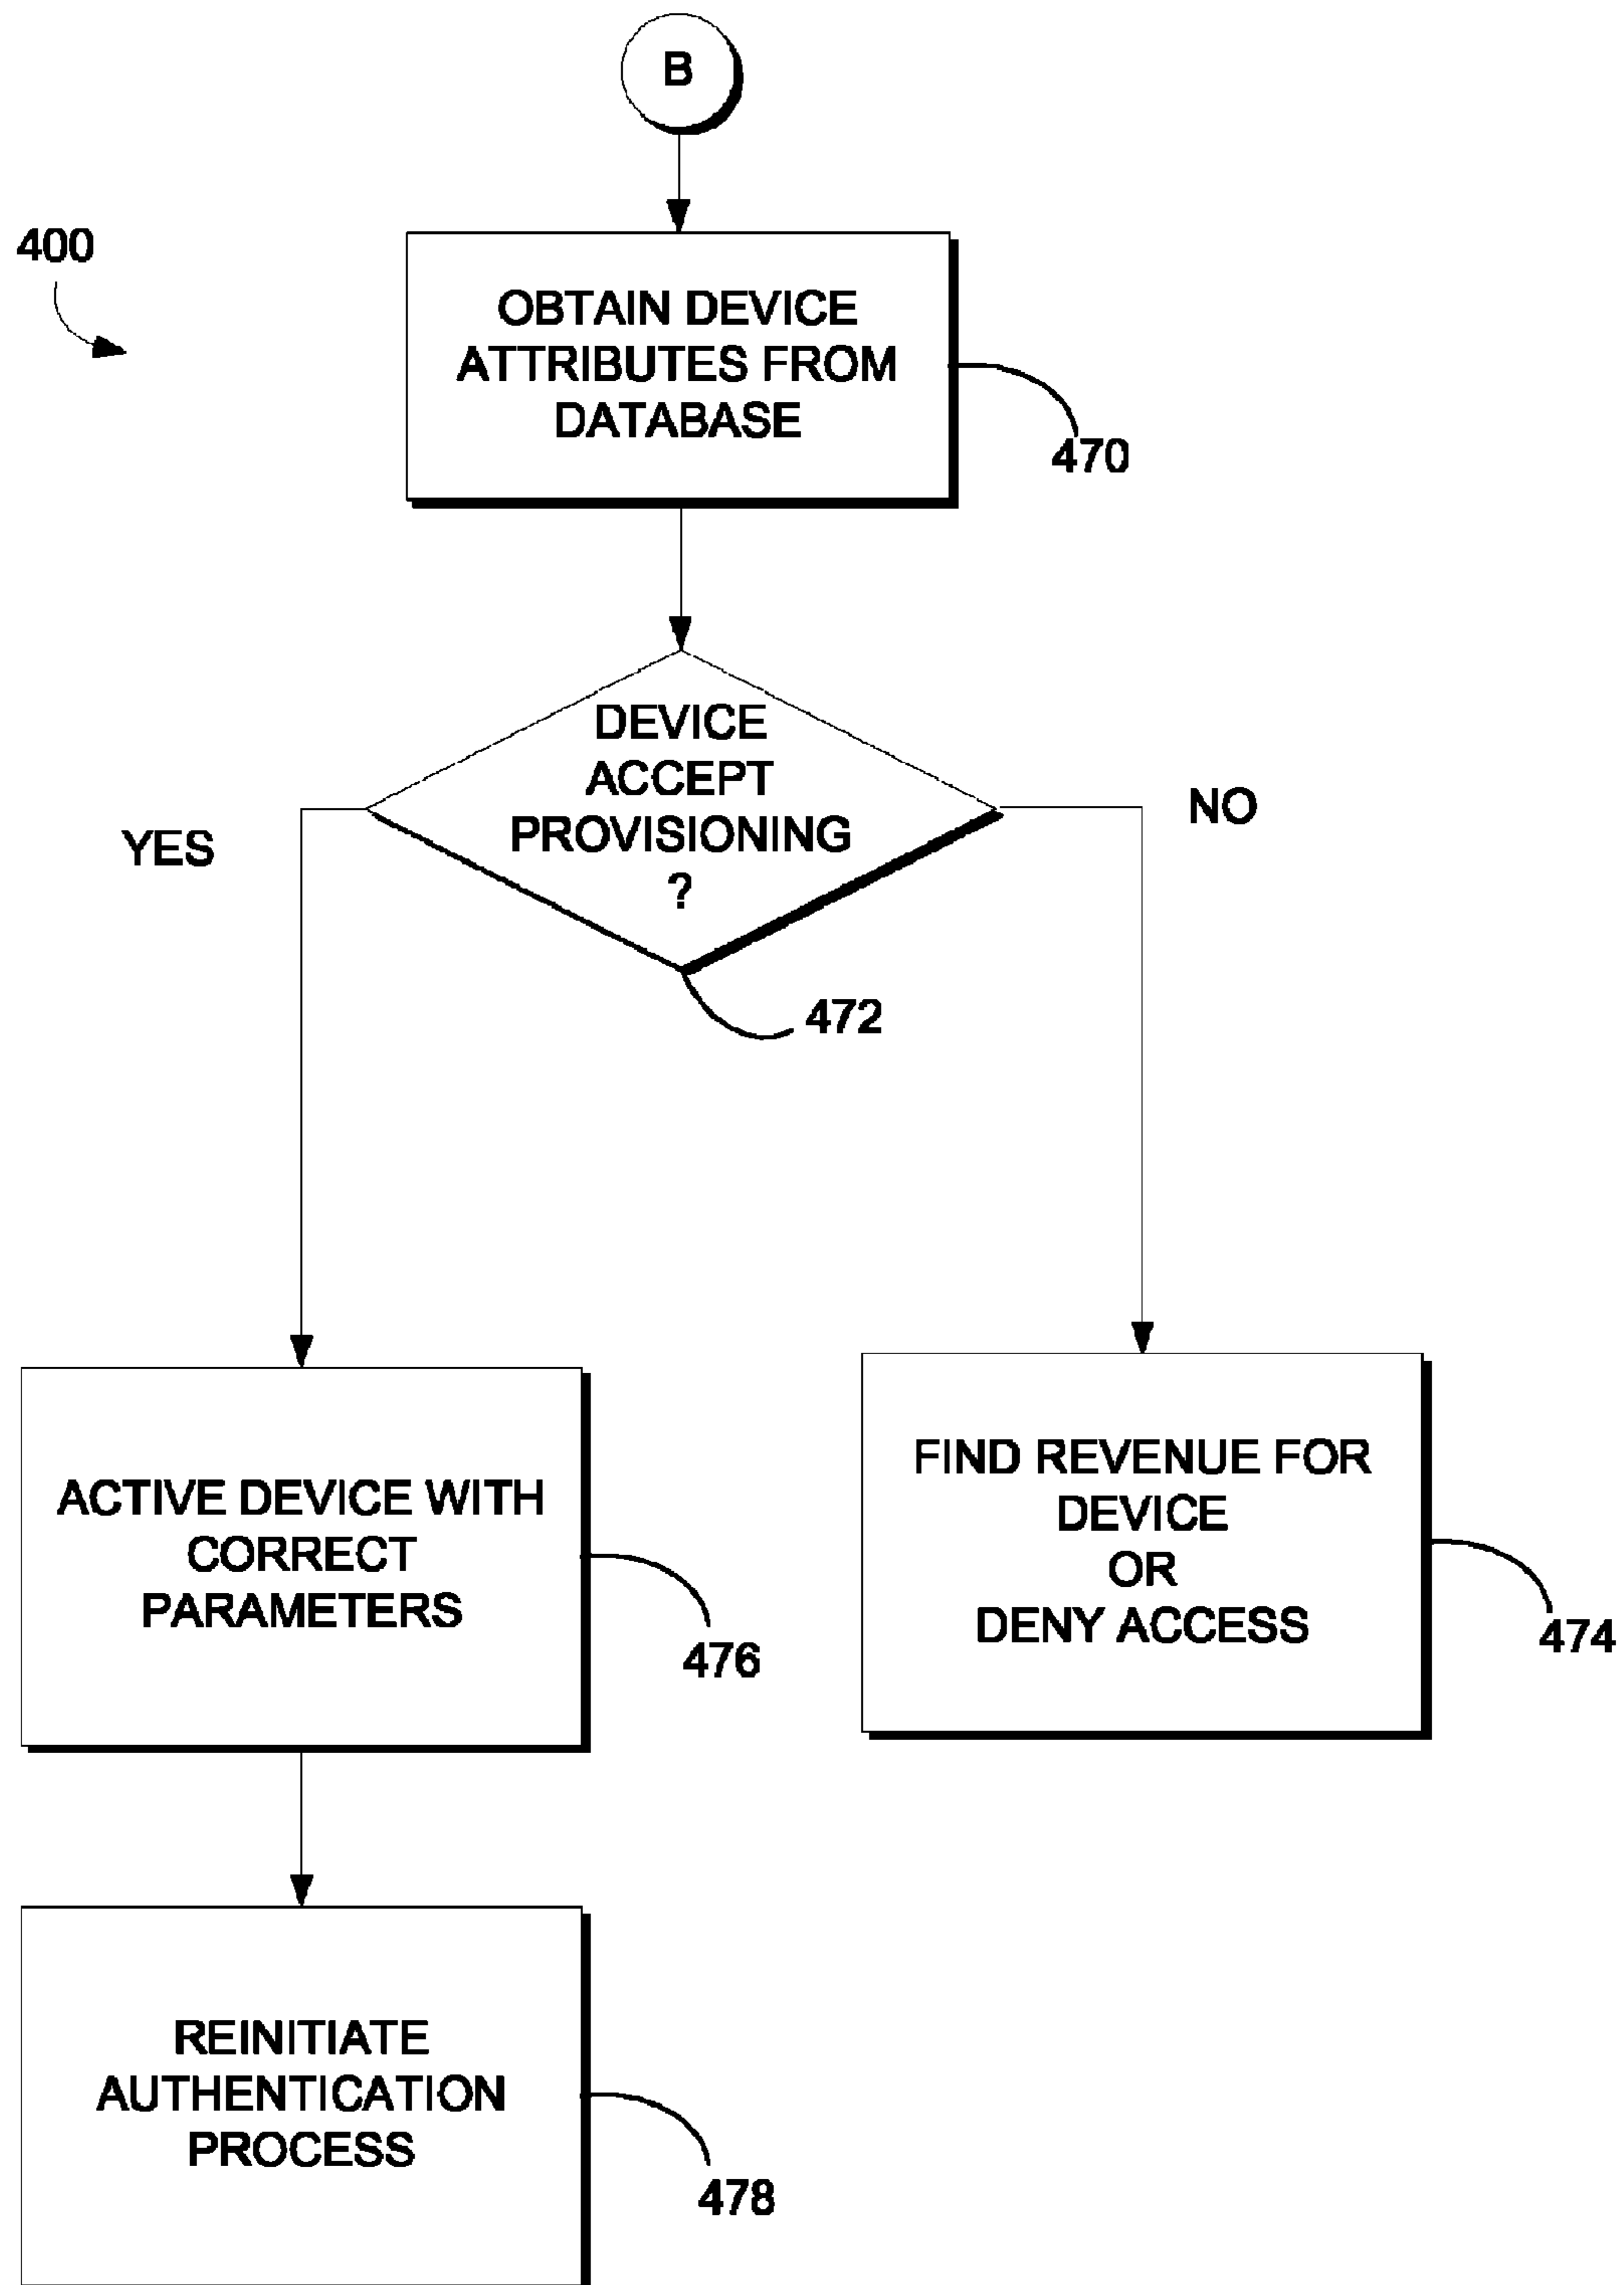 B
400
OBTAIN DEVICE
ATTRIBUTES FROM
DATABASE
470
DEVICE
ACCEPT
PROVISIONING
?
YES
NO
472
ACTIVE DEVICE WITH
CORRECT
PARAMETERS
476
FIND REVENUE FOR
DEVICE
OR
DENY ACCESS
474
REINITIATE
AUTHENTICATION
PROCESS
478